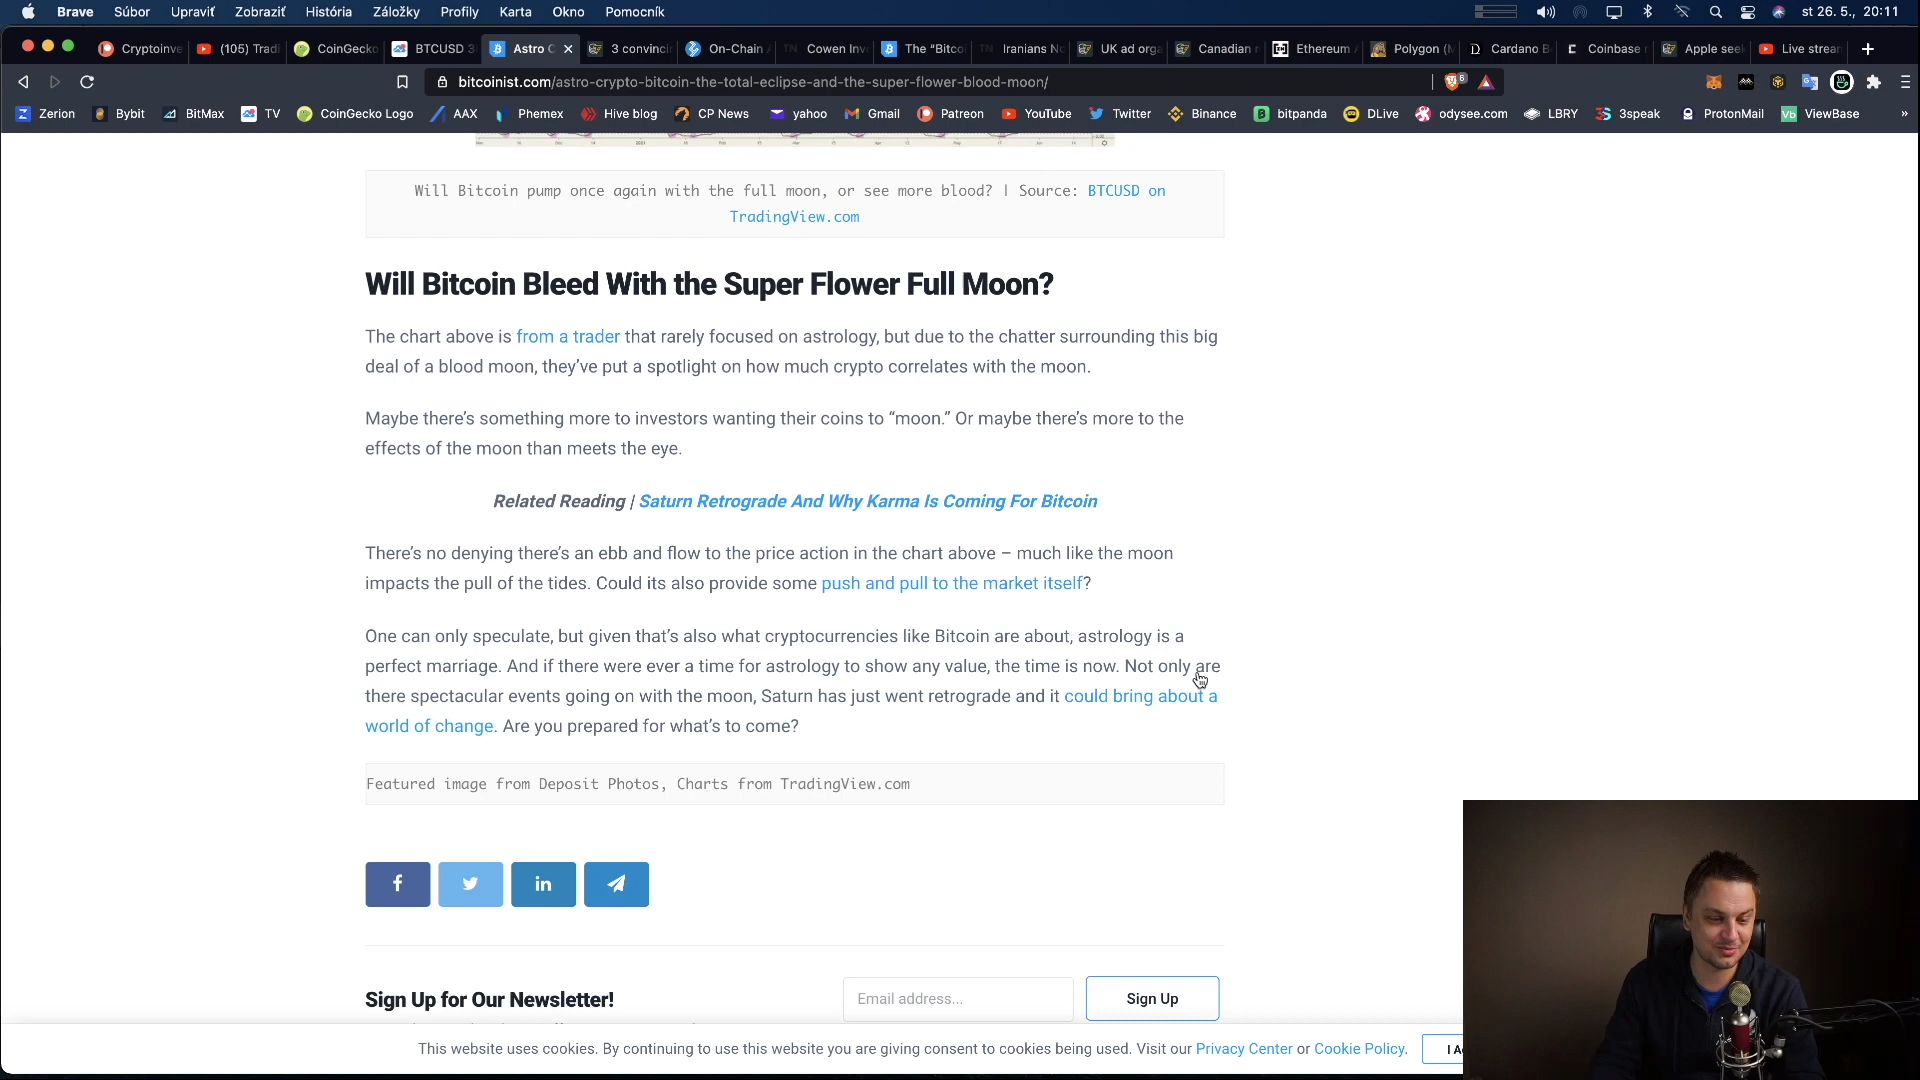 Brave Súbor Upraviť Zobraziť História Záložky Profily Karta Okno Pomocník st 26. 5., 20:11
Cryptoinve (105) Tradi CoinGecko BTCUSD 3 Astro C 3 convincin On-Chain A Cowen Inv The “Bitcoi Iranians No UK ad orga Canadian r Ethereum A Polygon (M Cardano B Coinbase r Apple seek Live stream
bitcoinist.com/astro-crypto-bitcoin-the-total-eclipse-and-the-super-flower-blood-moon/ 6
Zerion Bybit BitMax TV CoinGecko Logo AAX Phemex Hive blog CP News yahoo Gmail Patreon YouTube Twitter Binance bitpanda DLive odysee.com LBRY 3speak ProtonMail ViewBase »
Will Bitcoin pump once again with the full moon, or see more blood? | Source: BTCUSD on
TradingView.com
Will Bitcoin Bleed With the Super Flower Full Moon?
The chart above is from a trader that rarely focused on astrology, but due to the chatter surrounding this big
deal of a blood moon, they’ve put a spotlight on how much crypto correlates with the moon.
Maybe there’s something more to investors wanting their coins to “moon.” Or maybe there’s more to the
effects of the moon than meets the eye.
Related Reading | Saturn Retrograde And Why Karma Is Coming For Bitcoin
There’s no denying there’s an ebb and flow to the price action in the chart above – much like the moon
impacts the pull of the tides. Could its also provide some push and pull to the market itself?
One can only speculate, but given that’s also what cryptocurrencies like Bitcoin are about, astrology is a
perfect marriage. And if there were ever a time for astrology to show any value, the time is now. Not only are
there spectacular events going on with the moon, Saturn has just went retrograde and it could bring about a
world of change. Are you prepared for what’s to come?
Featured image from Deposit Photos, Charts from TradingView.com
Sign Up for Our Newsletter!
Email address...
Sign Up
This website uses cookies. By continuing to use this website you are giving consent to cookies being used. Visit our Privacy Center or Cookie Policy. I A